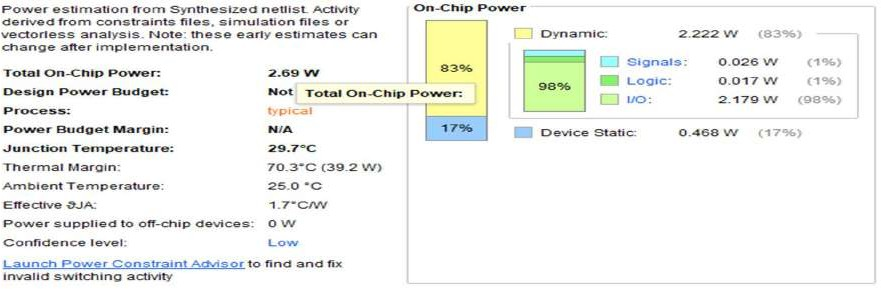 Power estimation from Synthesized netlist. Activity
derived from constraints files, simulation files or
vectorless analysis. Note: these early estimates can
change after implementation.
Total On-Chip Power: 2.69 W
Design Power Budget: Not
Total On-Chip Power:
Process: typical
Power Budget Margin: N/A
Junction Temperature: 29.7°C
Thermal Margin: 70.3°C (39.2 W)
Ambient Temperature: 25.0 °C
Effective ϑJA: 1.7°C/W
Power supplied to off-chip devices: 0 W
Confidence level: Low
Launch Power Constraint Advisor to find and fix
invalid switching activity
On-Chip Power
83%
17%
Dynamic: 2.222 W (83%)
98%
Signals: 0.026 W (1%)
Logic: 0.017 W (1%)
I/O: 2.179 W (98%)
Device Static: 0.468 W (17%)